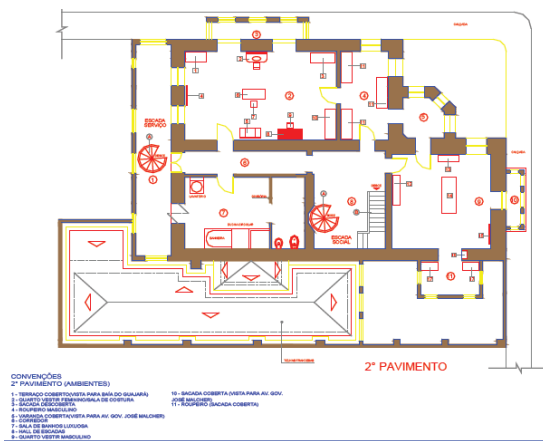 CALÇADA
ESCADA
SERVIÇO
ESCADA
SOCIAL
2° PAVIMENTO
CONVENÇÕES
2° PAVIMENTO (AMBIENTES)
1 - TERRAÇO COBERTO(VISTA PARA BAÍA DO GUAJARÁ)
2 - QUARTO VESTIR FEMININO/SALA DE COSTURA
3 - SACADA DESCOBERTA
4 - ROUPEIRO MASCULINO
5 - VARANDA COBERTA(VISTA PARA AV. GOV. JOSÉ MALCHER)
6 - CORREDOR
7 - SALA DE BANHOS LUXUOSA
8 - HALL DE ESCADAS
9 - QUARTO VESTIR MASCULINO
10 - SACADA COBERTA (VISTA PARA AV. GOV.
JOSÉ MALCHER)
11 - ROUPEIRO (SACADA COBERTA)